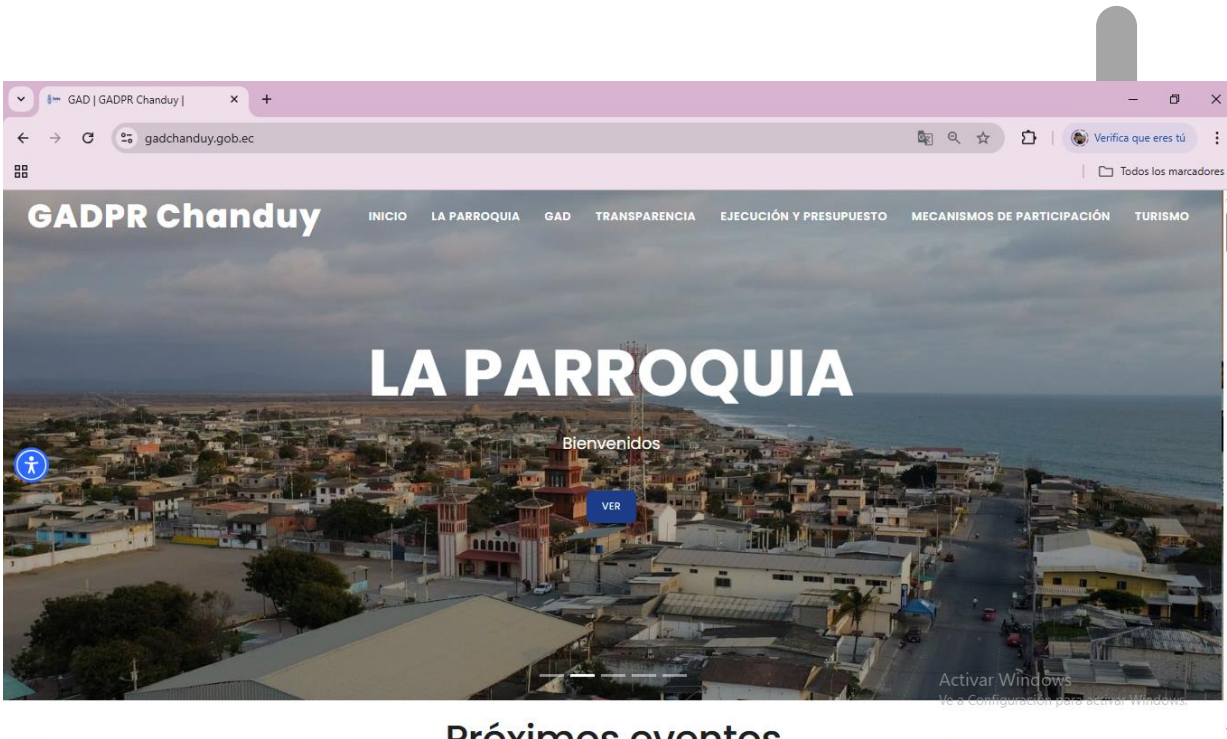 GAD | GADPR Chanduy |
gadchanduy.gob.ec
Verifica que eres tú
Todos los marcadores
GADPR Chanduy
INICIO LA PARROQUIA GAD TRANSPARENCIA EJECUCIÓN Y PRESUPUESTO MECANISMOS DE PARTICIPACIÓN TURISMO
LA PARROQUIA
Bienvenidos
VER
Activar Windows
Ve a Configuración para activar Windows.
Próximos eventos